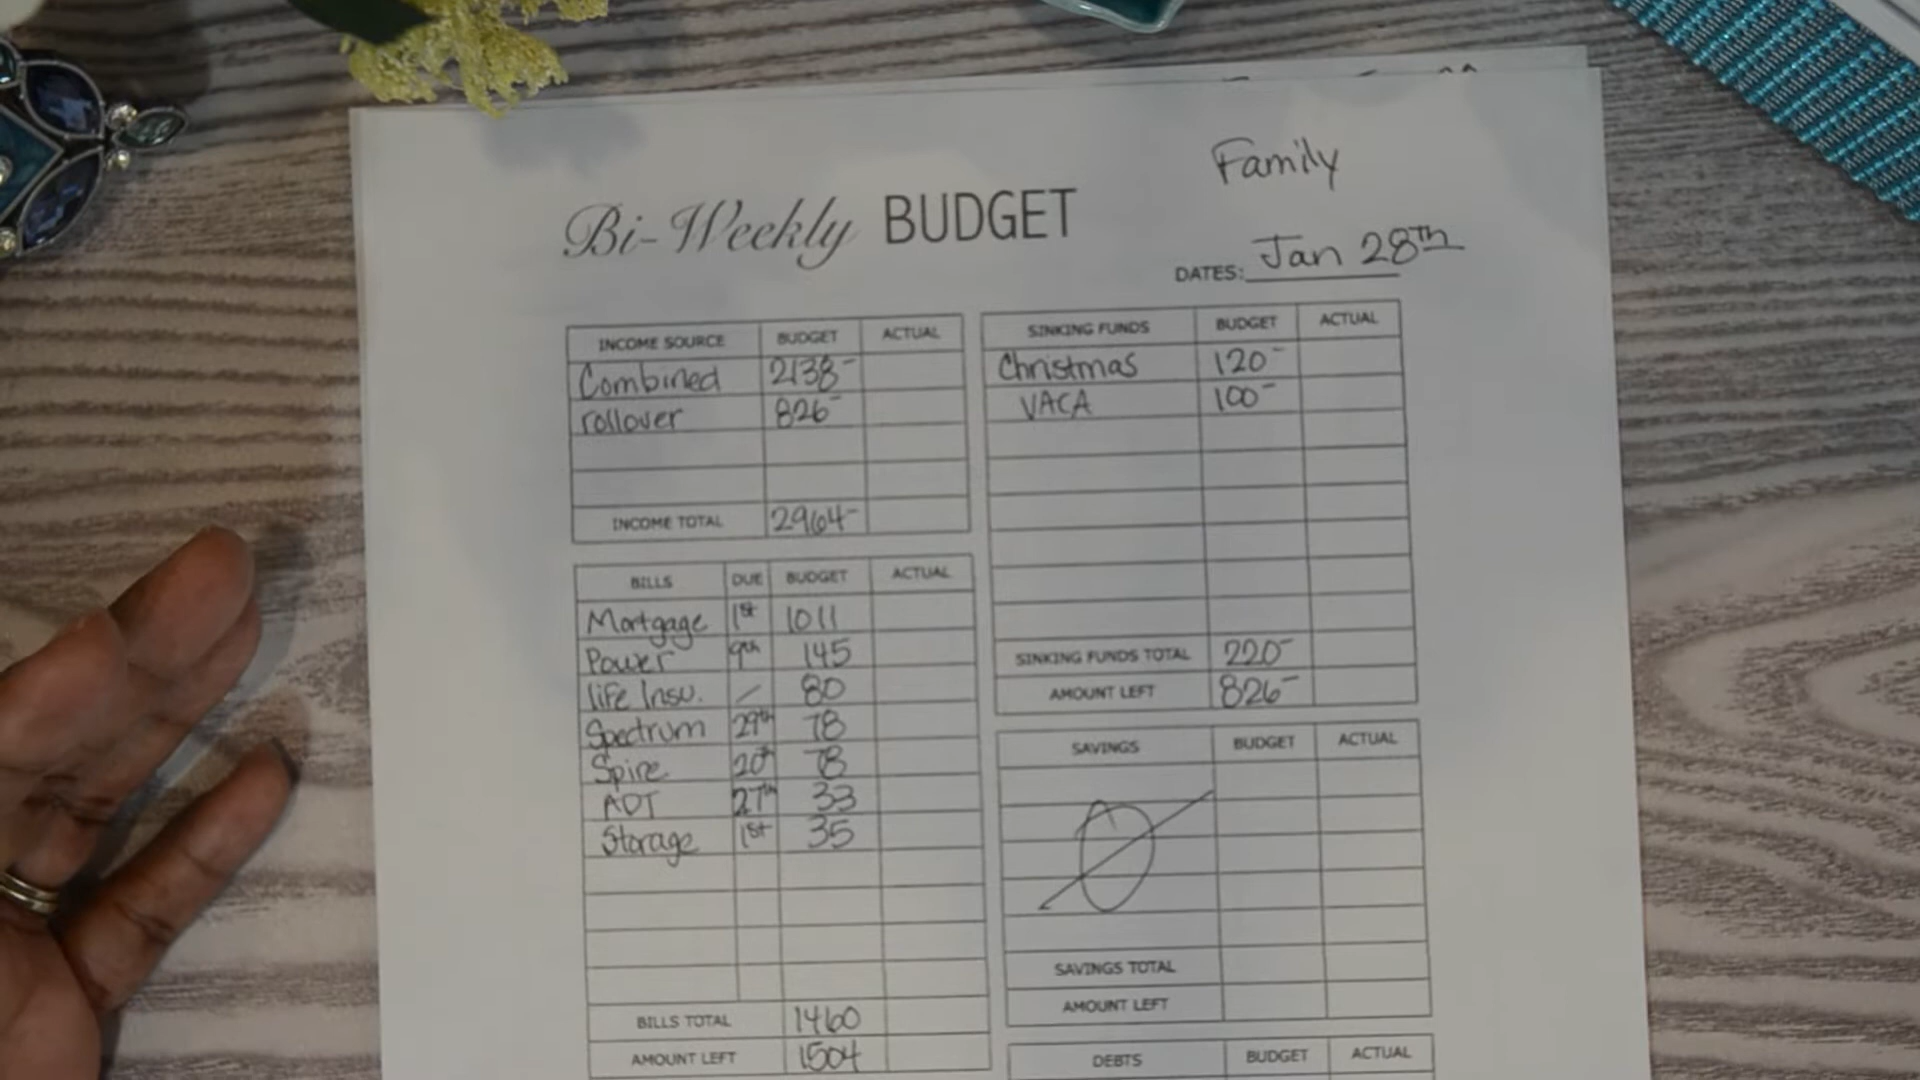 Family
Bi-Weekly BUDGET
DATES: Jan 28th
INCOME SOURCE BUDGET ACTUAL
Combined 2138-
rollover 826-
INCOME TOTAL 2964-
BILLS DUE BUDGET ACTUAL
Mortgage 1st 1011
Power 9th 145
life Insu. / 80
Spectrum 29th 78
Spire 20th 78
ADT 27th 33
Storage 1st 35
BILLS TOTAL 1460
AMOUNT LEFT 1504
SINKING FUNDS BUDGET ACTUAL
Christmas 120-
VACA 100-
SINKING FUNDS TOTAL 220-
AMOUNT LEFT 826-
SAVINGS BUDGET ACTUAL
SAVINGS TOTAL
AMOUNT LEFT
DEBTS BUDGET ACTUAL